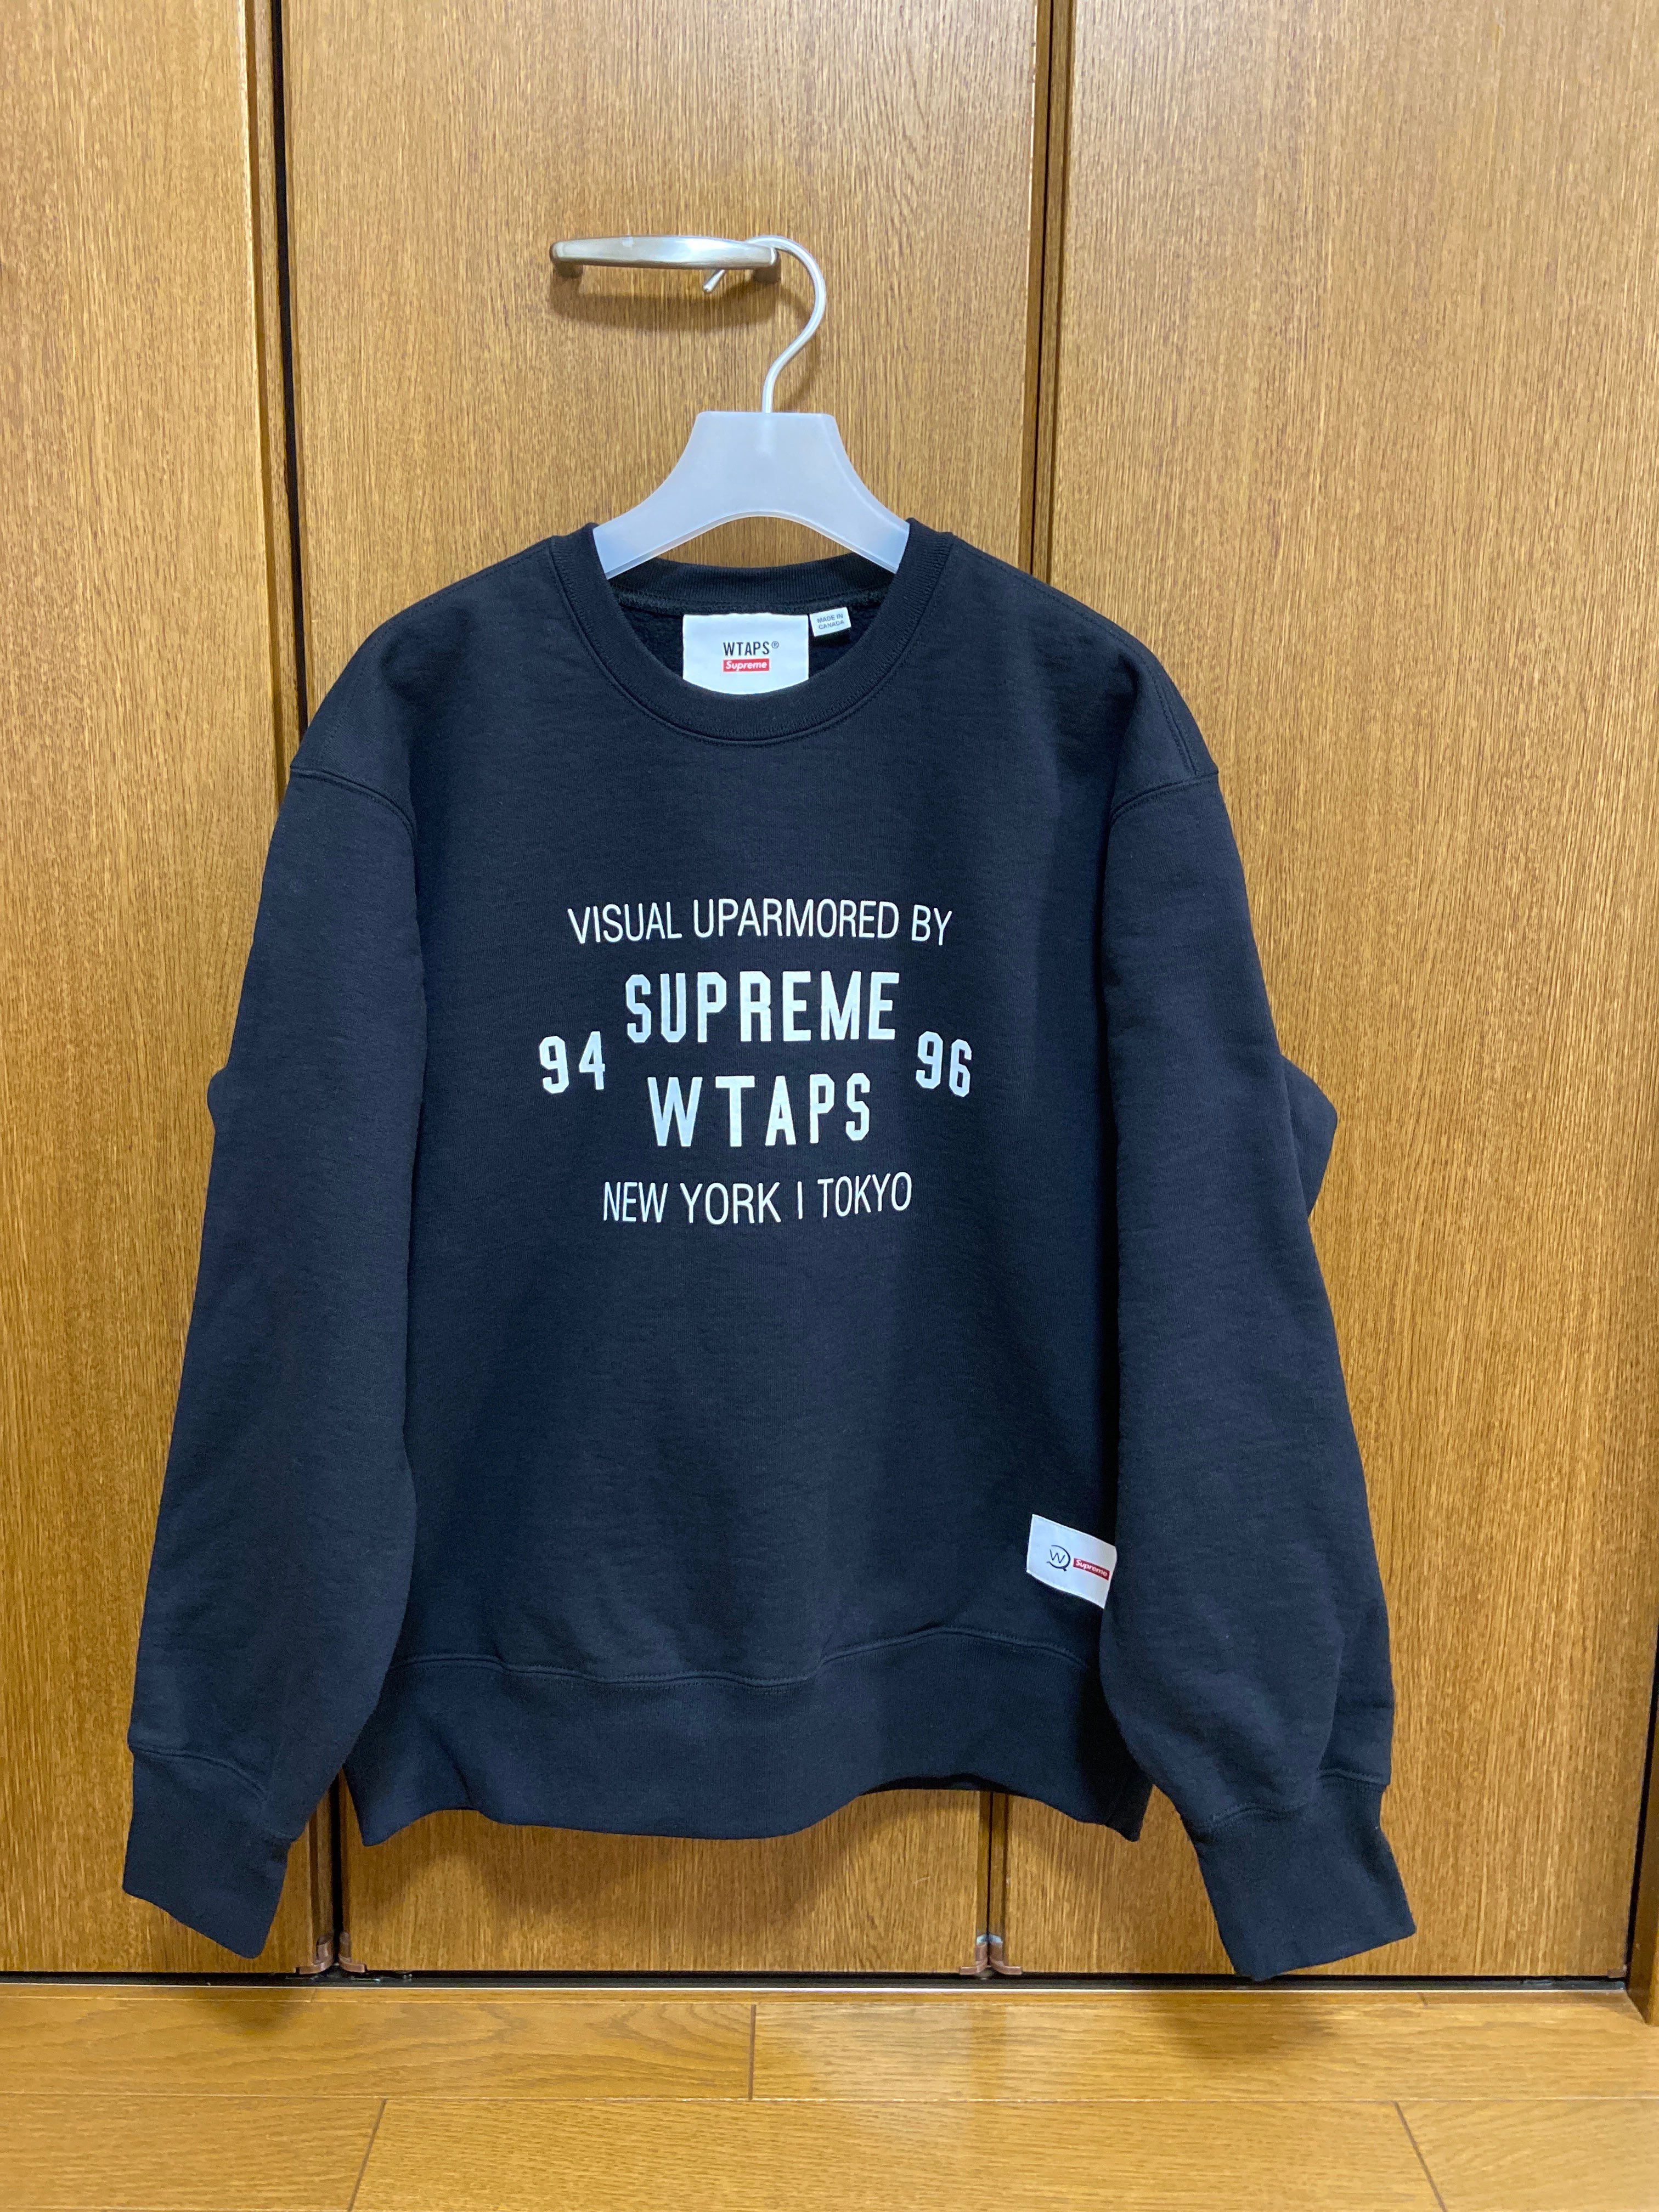 WTAPS®
Supreme
MADE IN
CANADA
VISUAL UPARMORED BY
SUPREME
94 96
WTAPS
NEW YORK | TOKYO
W Supreme